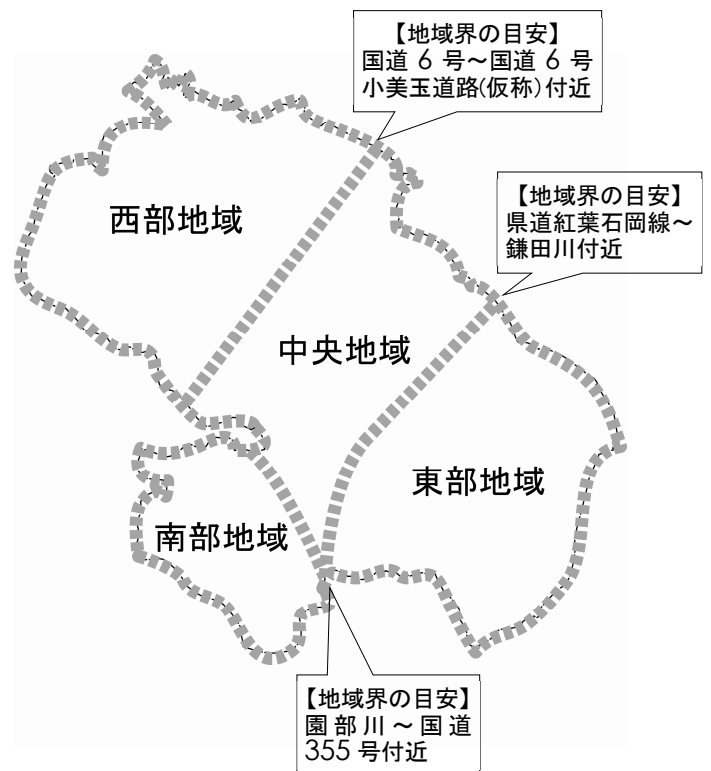 【地域界の目安】
国道 6 号～国道 6 号
小美玉道路(仮称)付近
【地域界の目安】
県道紅葉石岡線～
鎌田川付近
西部地域
中央地域
東部地域
南部地域
【地域界の目安】
園部川～国道
355 号付近